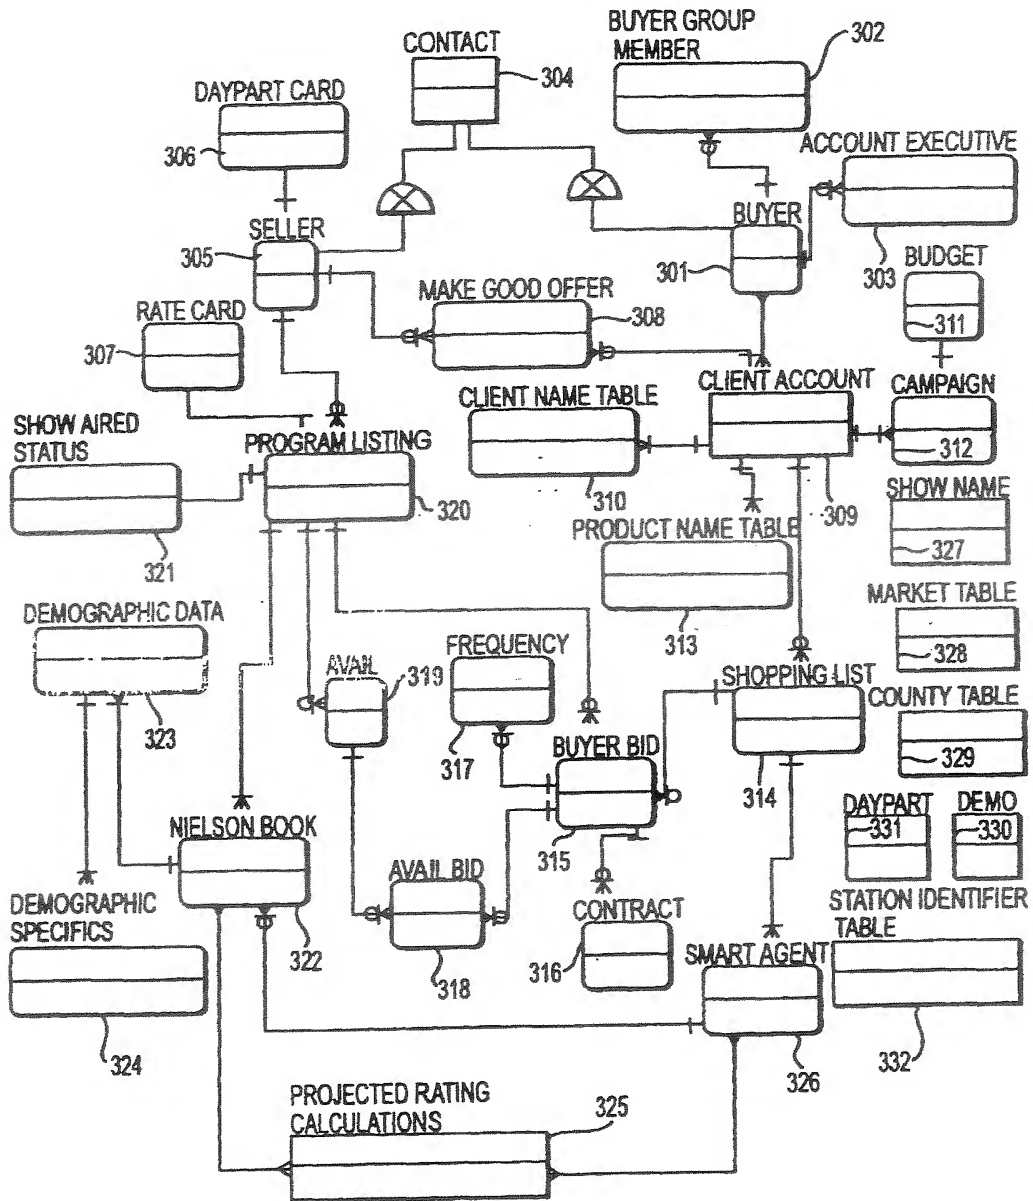 BUYER GROUP
MEMBER
302
CONTACT
304
DAYPART CARD
306
ACCOUNT EXECUTIVE
303
SELLER
305
BUYER
301
BUDGET
311
MAKE GOOD OFFER
308
RATE CARD
307
CLIENT NAME TABLE
310
CLIENT ACCOUNT
309
CAMPAIGN
312
SHOW AIRED
STATUS
321
PROGRAM LISTING
320
SHOW NAME
327
PRODUCT NAME TABLE
313
MARKET TABLE
328
DEMOGRAPHIC DATA
323
AVAIL
319
FREQUENCY
317
SHOPPING LIST
314
COUNTY TABLE
329
BUYER BID
315
DAYPART
331
DEMO
330
NIELSON BOOK
322
AVAIL BID
318
CONTRACT
316
DEMOGRAPHIC
SPECIFICS
324
SMART AGENT
326
STATION IDENTIFIER
TABLE
332
PROJECTED RATING
CALCULATIONS
325